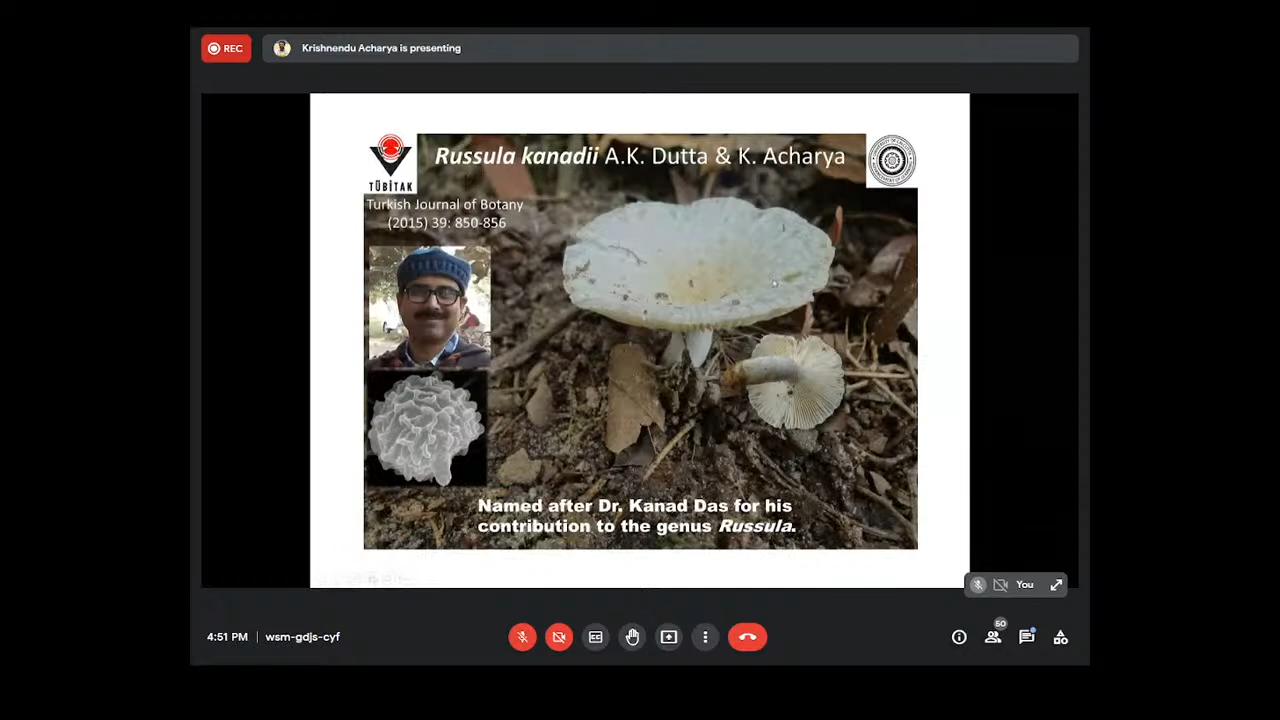 REC
Krishnendu Acharya is presenting
Russula kanadii A.K. Dutta & K. Acharya
TÜBİTAK
Turkish Journal of Botany
(2015) 39: 850-856
Named after Dr. Kanad Das for his
contribution to the genus Russula.
You
4:51 PM | wsm-gdjs-cyf
50